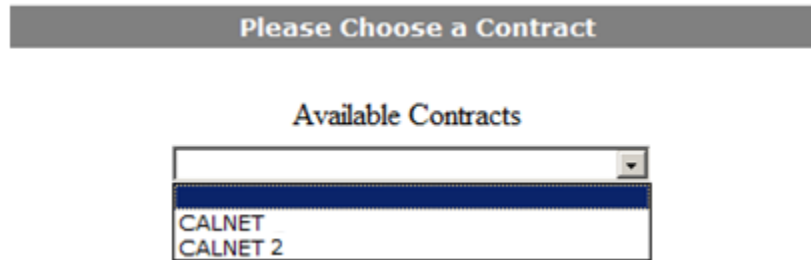 Please Choose a Contract
Available Contracts
CALNET
CALNET 2